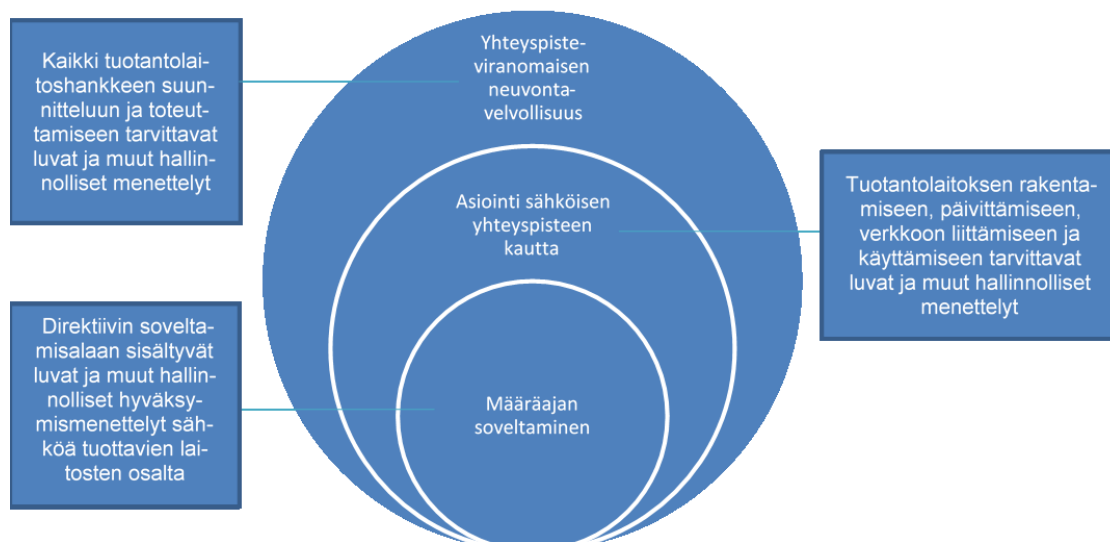 Kaikki tuotantolai-
toshankkeen suun-
nitteluun ja toteut-
tamiseen tarvittavat
luvat ja muut hallin-
nolliset menettelyt
Yhteyspiste-
viranomaisen
neuvonta-
velvollisuus
Asiointi sähköisen
yhteyspisteen
kautta
Tuotantolaitoksen rakenta-
miseen, päivittämiseen,
verkkoon liittämiseen ja
käyttämiseen tarvittavat
luvat ja muut hallinnolliset
menettelyt
Direktiivin sovelta-
misalaan sisältyvät
luvat ja muut hallin-
nolliset hyväksy-
mismenettelyt säh-
köä tuottavien lai-
tosten osalta
Määräajan
soveltaminen